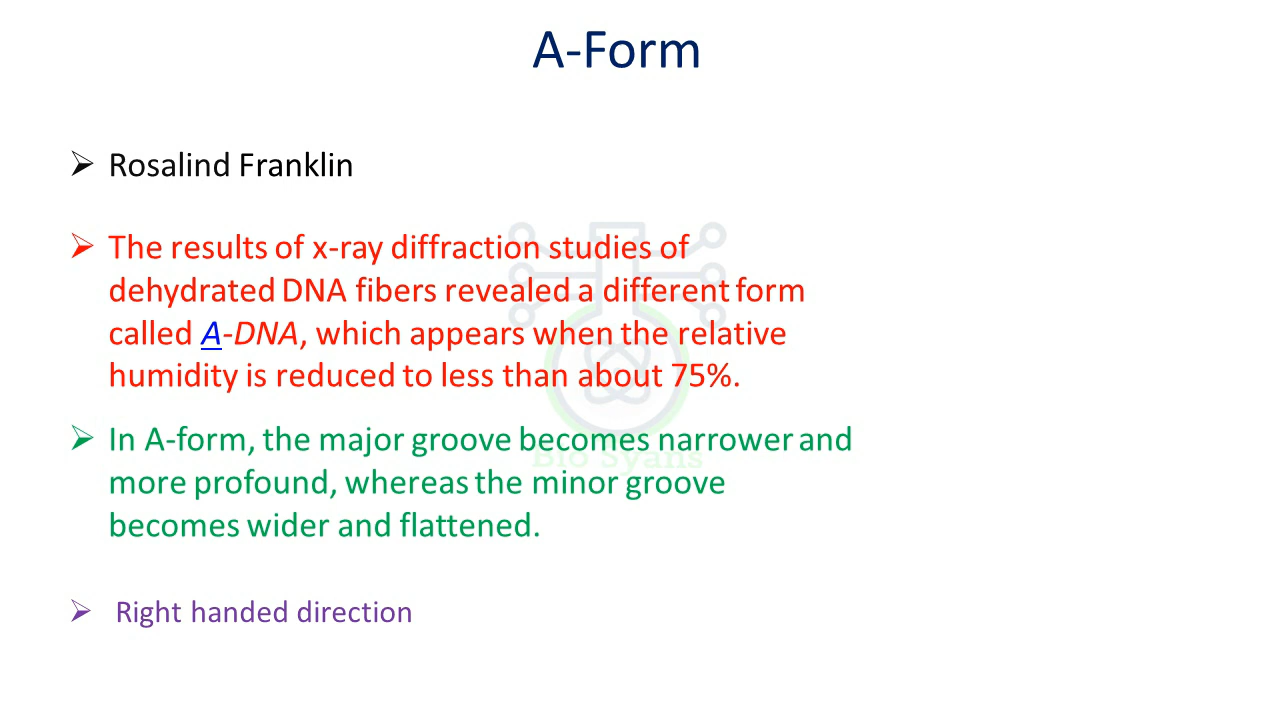 A-Form
Rosalind Franklin
The results of x-ray diffraction studies of
dehydrated DNA fibers revealed a different form
called A-DNA, which appears when the relative
humidity is reduced to less than about 75%.
In A-form, the major groove becomes narrower and
Bio Syans
more profound, whereas the minor groove
becomes wider and flattened.
Right handed direction